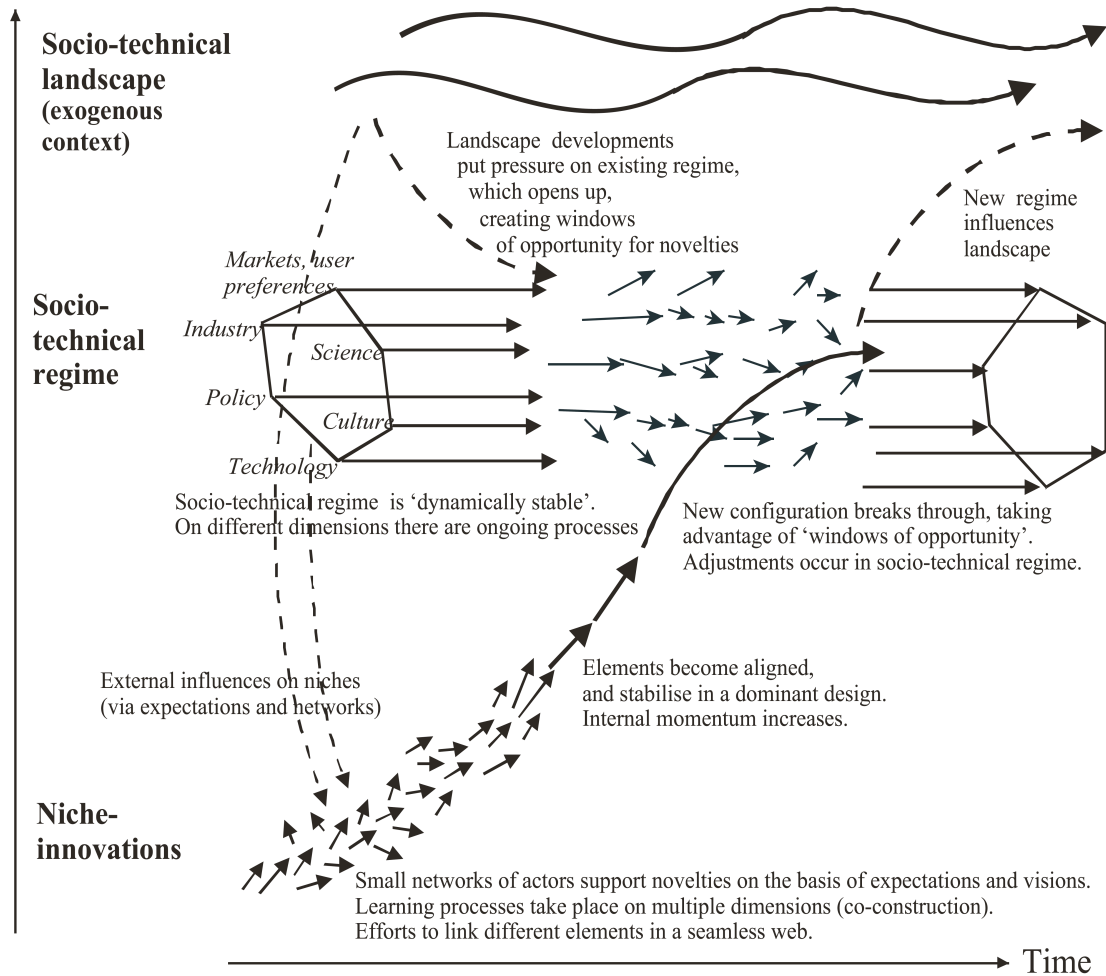 Socio-technical
landscape
(exogenous
context)
Landscape developments
put pressure on existing regime,
which opens up,
creating windows
of opportunity for novelties
New regime
influences
landscape
Markets, user
preferences
Socio-
technical
regime
Industry
Science
Policy
Culture
Technology
Socio-technical regime is ‘dynamically stable’.
On different dimensions there are ongoing processes
New configuration breaks through, taking
advantage of ‘windows of opportunity’.
Adjustments occur in socio-technical regime.
External influences on niches
(via expectations and networks)
Elements become aligned,
and stabilise in a dominant design.
Internal momentum increases.
Niche-
innovations
Small networks of actors support novelties on the basis of expectations and visions.
Learning processes take place on multiple dimensions (co-construction).
Efforts to link different elements in a seamless web.
Time